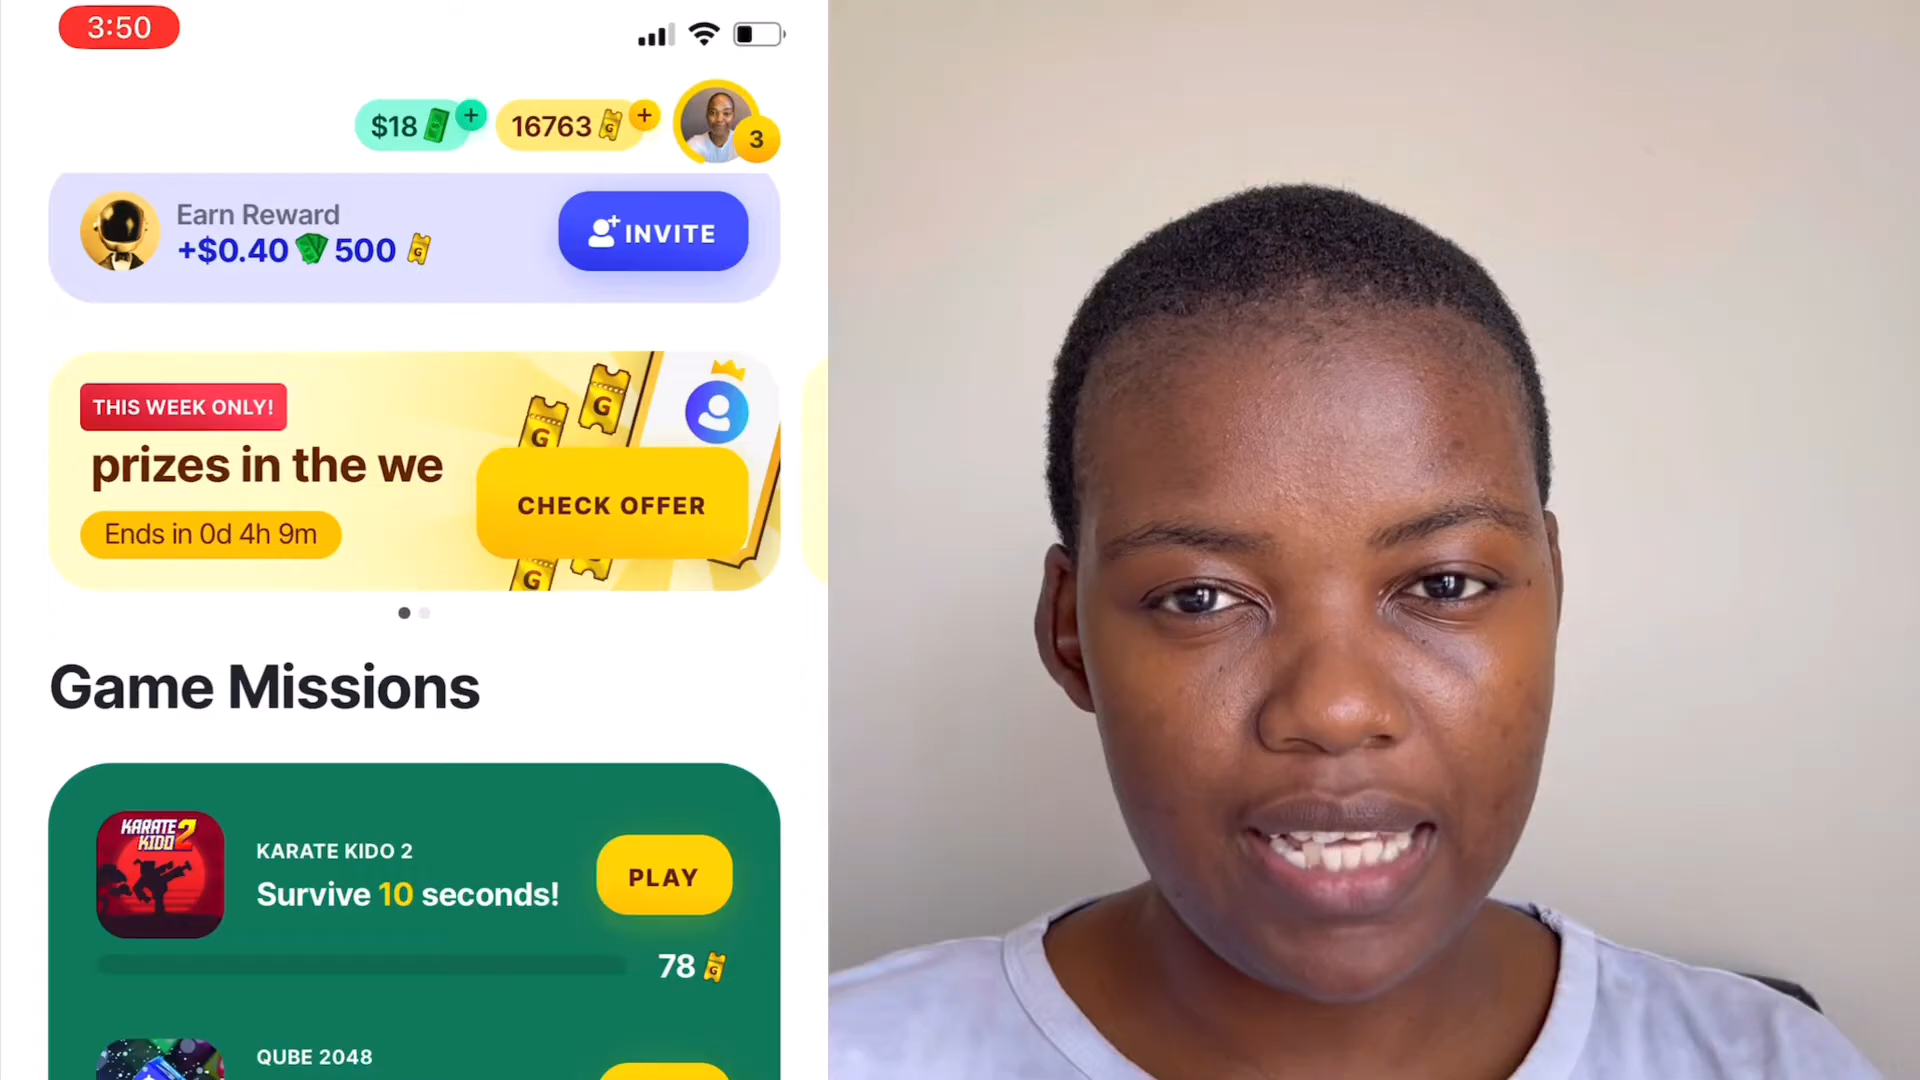 3:50
$18
16763
3
Earn Reward
+$0.40 500 G
INVITE
THIS WEEK ONLY!
prizes in the we
CHECK OFFER
Ends in 0d 4h 9m
G
G
G
Game Missions
KARATE KIDO 2
KARATE KIDO 2
Survive 10 seconds!
PLAY
78 G
QUBE 2048